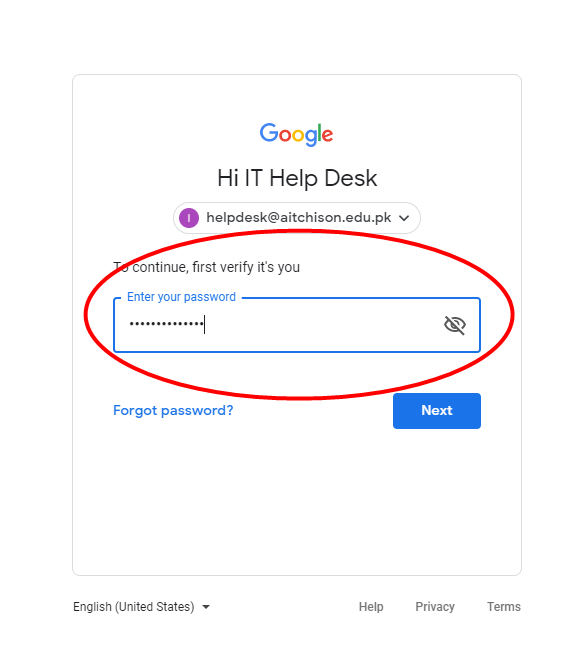 Google
Hi IT Help Desk
I helpdesk@aitchison.edu.pk
To continue, first verify it's you
Enter your password
••••••••••••••
Forgot password? Next
English (United States) Help Privacy Terms